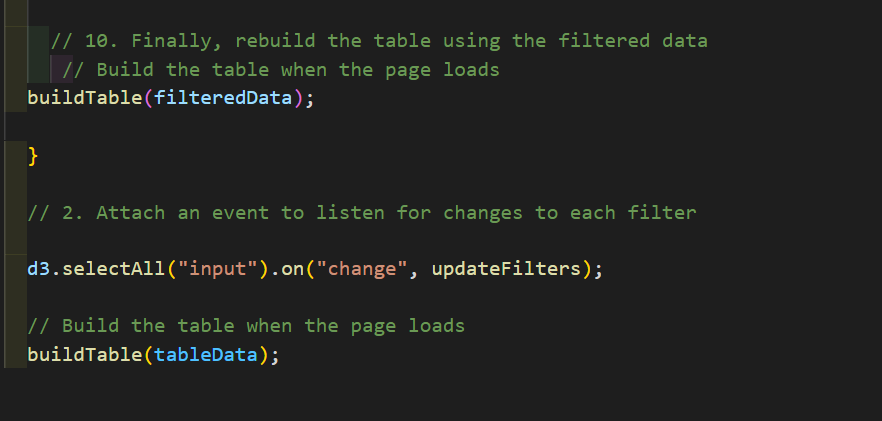 // 10. Finally, rebuild the table using the filtered data
// Build the table when the page loads
buildTable(filteredData);
}
// 2. Attach an event to listen for changes to each filter
d3.selectAll("input").on("change", updateFilters);
// Build the table when the page loads
buildTable(tableData);